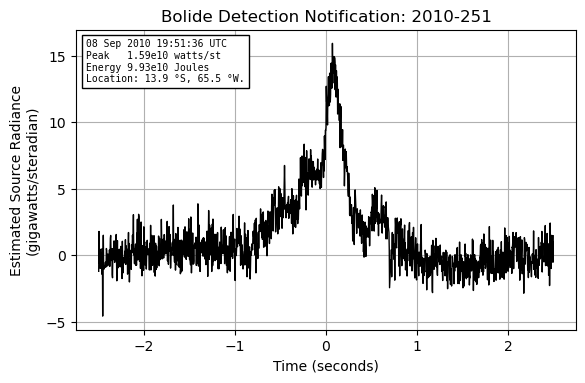 Bolide Detection Notification: 2010-251
08 Sep 2010 19:51:36 UTC
Peak   1.59e10 watts/st
Energy 9.93e10 Joules
Location: 13.9 °S, 65.5 °W.
Estimated Source Radiance
(gigawatts/steradian)
15
10
5
0
−5
−2
−1
0
1
2
Time (seconds)